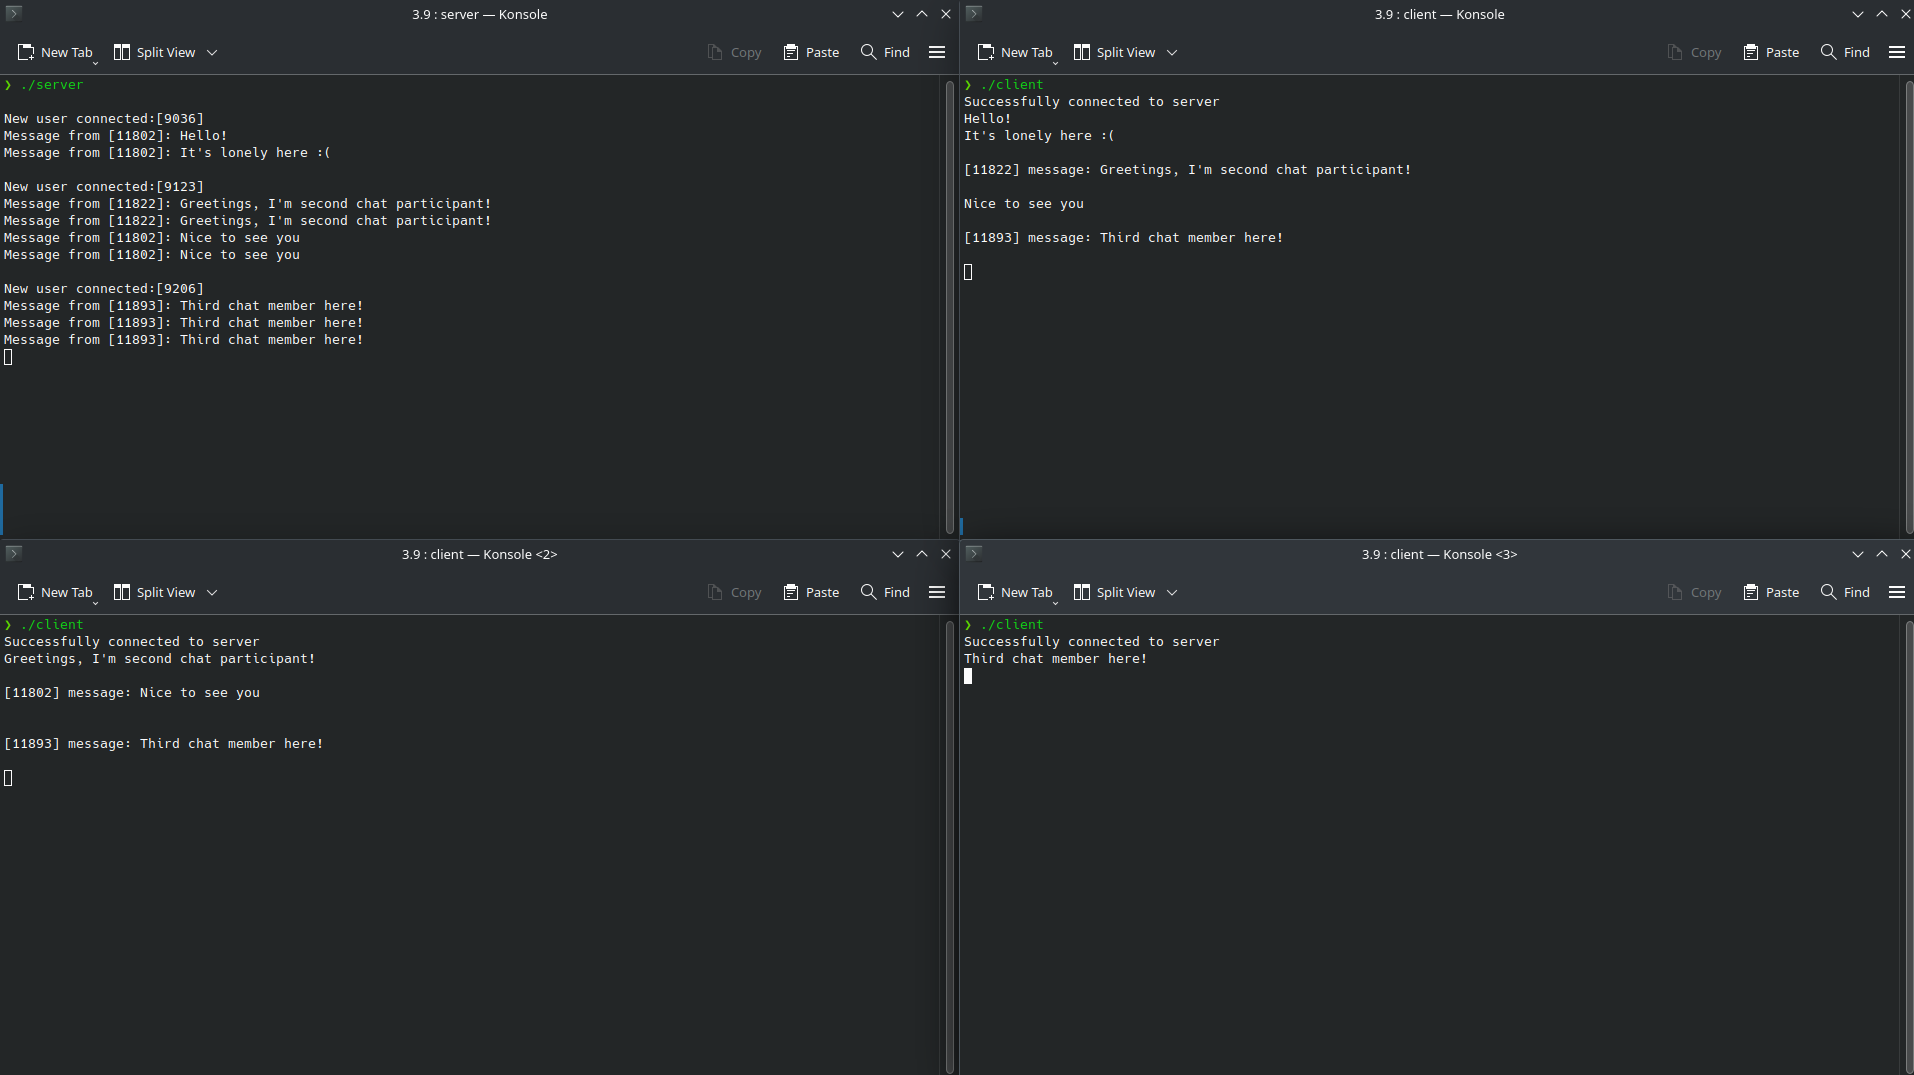 3.9 : server — Konsole
New Tab Split View Copy Paste Find
❯ ./server
New user connected:[9036]
Message from [11802]: Hello!
Message from [11802]: It's lonely here :(
New user connected:[9123]
Message from [11822]: Greetings, I'm second chat participant!
Message from [11822]: Greetings, I'm second chat participant!
Message from [11802]: Nice to see you
Message from [11802]: Nice to see you
New user connected:[9206]
Message from [11893]: Third chat member here!
Message from [11893]: Third chat member here!
Message from [11893]: Third chat member here!
3.9 : client — Konsole
New Tab Split View Copy Paste Find
❯ ./client
Successfully connected to server
Hello!
It's lonely here :(
[11822] message: Greetings, I'm second chat participant!
Nice to see you
[11893] message: Third chat member here!
3.9 : client — Konsole <2>
New Tab Split View Copy Paste Find
❯ ./client
Successfully connected to server
Greetings, I'm second chat participant!
[11802] message: Nice to see you
[11893] message: Third chat member here!
3.9 : client — Konsole <3>
New Tab Split View Copy Paste Find
❯ ./client
Successfully connected to server
Third chat member here!